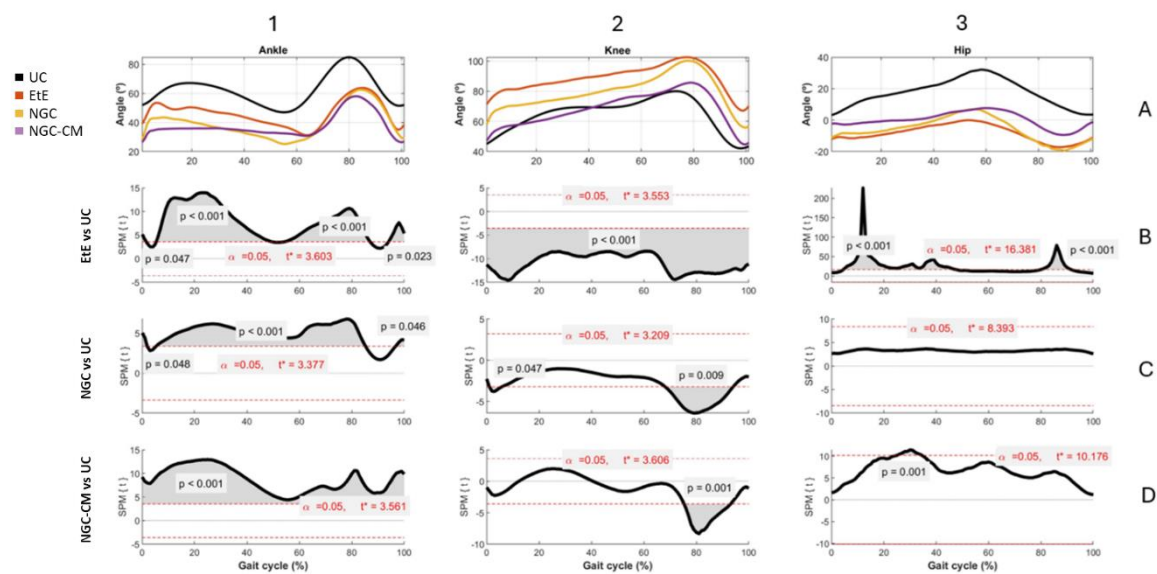 1 2 3
Ankle Knee Hip
UC
EtE
NGC
NGC-CM
Angle (º)
80
60
40
20
0 20 40 60 80 100
Angle (º)
100
80
60
40
0 20 40 60 80 100
Angle (º)
40
20
0
-20
0 20 40 60 80 100
A
EtE vs UC
SPM { t }
15
10
5
0
-5
p < 0.001
p < 0.001
p = 0.047
α =0.05, t* = 3.603
p = 0.023
0 20 40 60 80 100
SPM { t }
5
0
-5
-10
-15
α =0.05, t* = 3.553
p < 0.001
0 20 40 60 80 100
SPM { t }
200
150
100
50
0
p < 0.001
α =0.05, t* = 16.381
p < 0.001
0 20 40 60 80 100
B
NGC vs UC
SPM { t }
5
0
-5
p < 0.001
p = 0.046
p = 0.048
α =0.05, t* = 3.377
0 20 40 60 80 100
SPM { t }
5
0
-5
α =0.05, t* = 3.209
p = 0.047
p = 0.009
0 20 40 60 80 100
SPM { t }
10
5
0
-5
-10
α =0.05, t* = 8.393
0 20 40 60 80 100
C
NGC-CM vs UC
SPM { t }
15
10
5
0
-5
p < 0.001
α =0.05, t* = 3.561
0 20 40 60 80 100
Gait cycle (%)
SPM { t }
5
0
-5
-10
α =0.05, t* = 3.606
p = 0.001
0 20 40 60 80 100
Gait cycle (%)
SPM { t }
10
5
0
-5
-10
α =0.05, t* = 10.176
p = 0.001
0 20 40 60 80 100
Gait cycle (%)
D